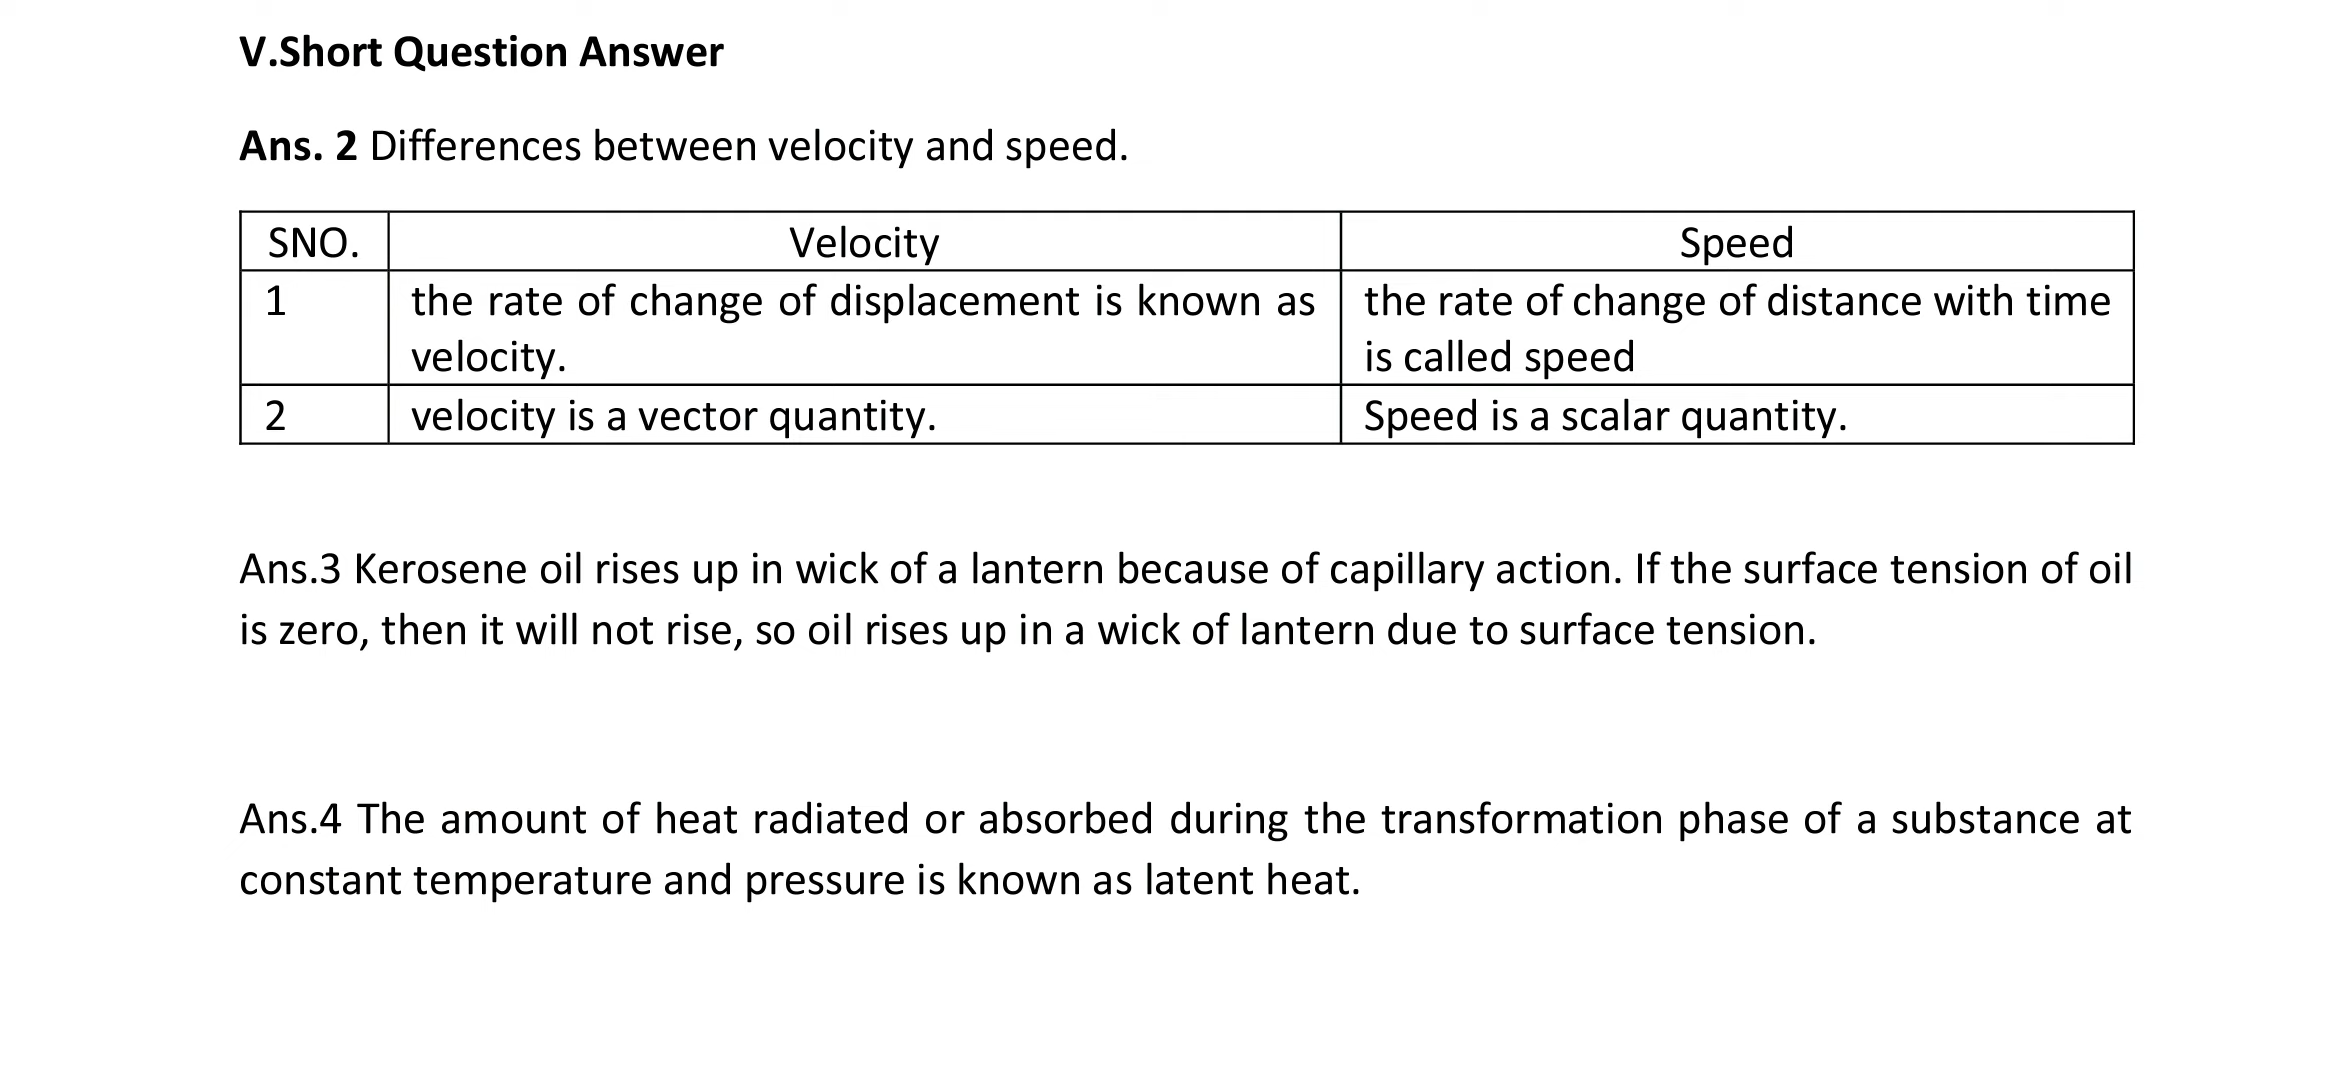 V.Short Question Answer
Ans. 2 Differences between velocity and speed.
SNO. Velocity Speed
1 the rate of change of displacement is known as the rate of change of distance with time
velocity. is called speed
2 velocity is a vector quantity. Speed is a scalar quantity.
Ans.3 Kerosene oil rises up in wick of a lantern because of capillary action. If the surface tension of oil
is zero, then it will not rise, so oil rises up in a wick of lantern due to surface tension.
Ans.4 The amount of heat radiated or absorbed during the transformation phase of a substance at
constant temperature and pressure is known as latent heat.